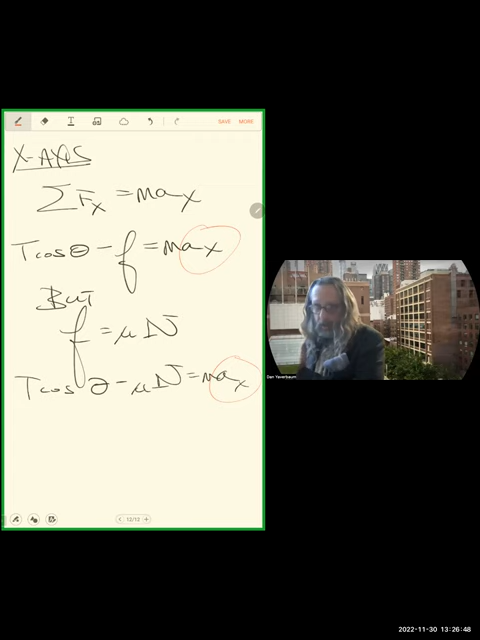 SAVE MORE
X-AXIS
ΣFx = max
Tcosθ - f = max
BUT
f = μN
Tcosθ - μN = max
12/12
Dan Yaverbaum
2022-11-30 13:26:48